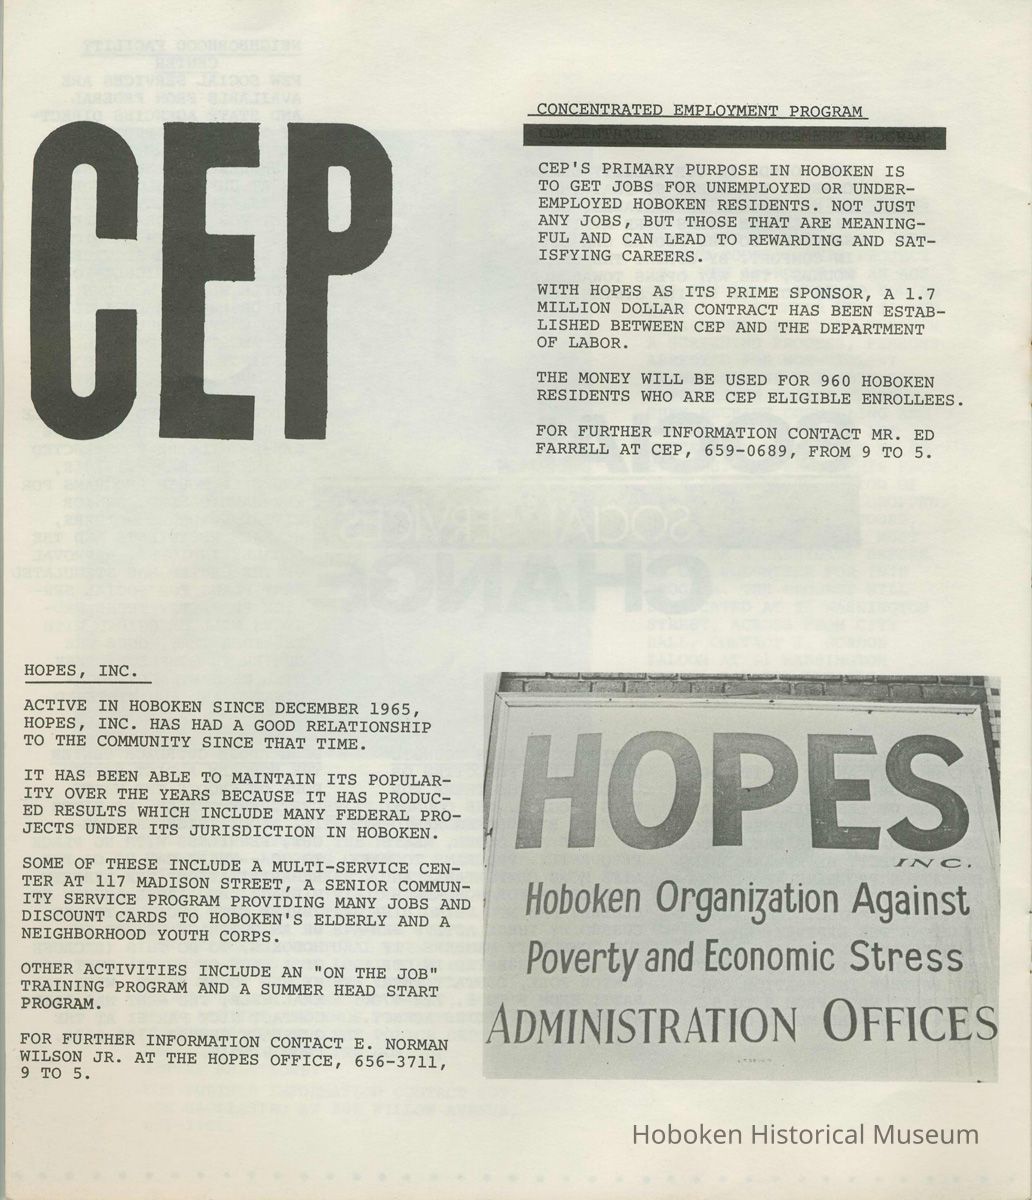 CEP
CONCENTRATED EMPLOYMENT PROGRAM
CONCENTRATED CODE ENFORCEMENT PROGRAM
CEP'S PRIMARY PURPOSE IN HOBOKEN IS
TO GET JOBS FOR UNEMPLOYED OR UNDER-
EMPLOYED HOBOKEN RESIDENTS. NOT JUST
ANY JOBS, BUT THOSE THAT ARE MEANING-
FUL AND CAN LEAD TO REWARDING AND SAT-
ISFYING CAREERS.
WITH HOPES AS ITS PRIME SPONSOR, A 1.7
MILLION DOLLAR CONTRACT HAS BEEN ESTAB-
LISHED BETWEEN CEP AND THE DEPARTMENT
OF LABOR.
THE MONEY WILL BE USED FOR 960 HOBOKEN
RESIDENTS WHO ARE CEP ELIGIBLE ENROLLEES.
FOR FURTHER INFORMATION CONTACT MR. ED
FARRELL AT CEP, 659-0689, FROM 9 TO 5.
HOPES, INC.
ACTIVE IN HOBOKEN SINCE DECEMBER 1965,
HOPES, INC. HAS HAD A GOOD RELATIONSHIP
TO THE COMMUNITY SINCE THAT TIME.
IT HAS BEEN ABLE TO MAINTAIN ITS POPULAR-
ITY OVER THE YEARS BECAUSE IT HAS PRODUC-
ED RESULTS WHICH INCLUDE MANY FEDERAL PRO-
JECTS UNDER ITS JURISDICTION IN HOBOKEN.
SOME OF THESE INCLUDE A MULTI-SERVICE CEN-
TER AT 117 MADISON STREET, A SENIOR COMMUN-
ITY SERVICE PROGRAM PROVIDING MANY JOBS AND
DISCOUNT CARDS TO HOBOKEN'S ELDERLY AND A
NEIGHBORHOOD YOUTH CORPS.
OTHER ACTIVITIES INCLUDE AN "ON THE JOB"
TRAINING PROGRAM AND A SUMMER HEAD START
PROGRAM.
FOR FURTHER INFORMATION CONTACT E. NORMAN
WILSON JR. AT THE HOPES OFFICE, 656-3711,
9 TO 5.
HOPES
INC.
Hoboken Organization Against
Poverty and Economic Stress
ADMINISTRATION OFFICES
Hoboken Historical Museum